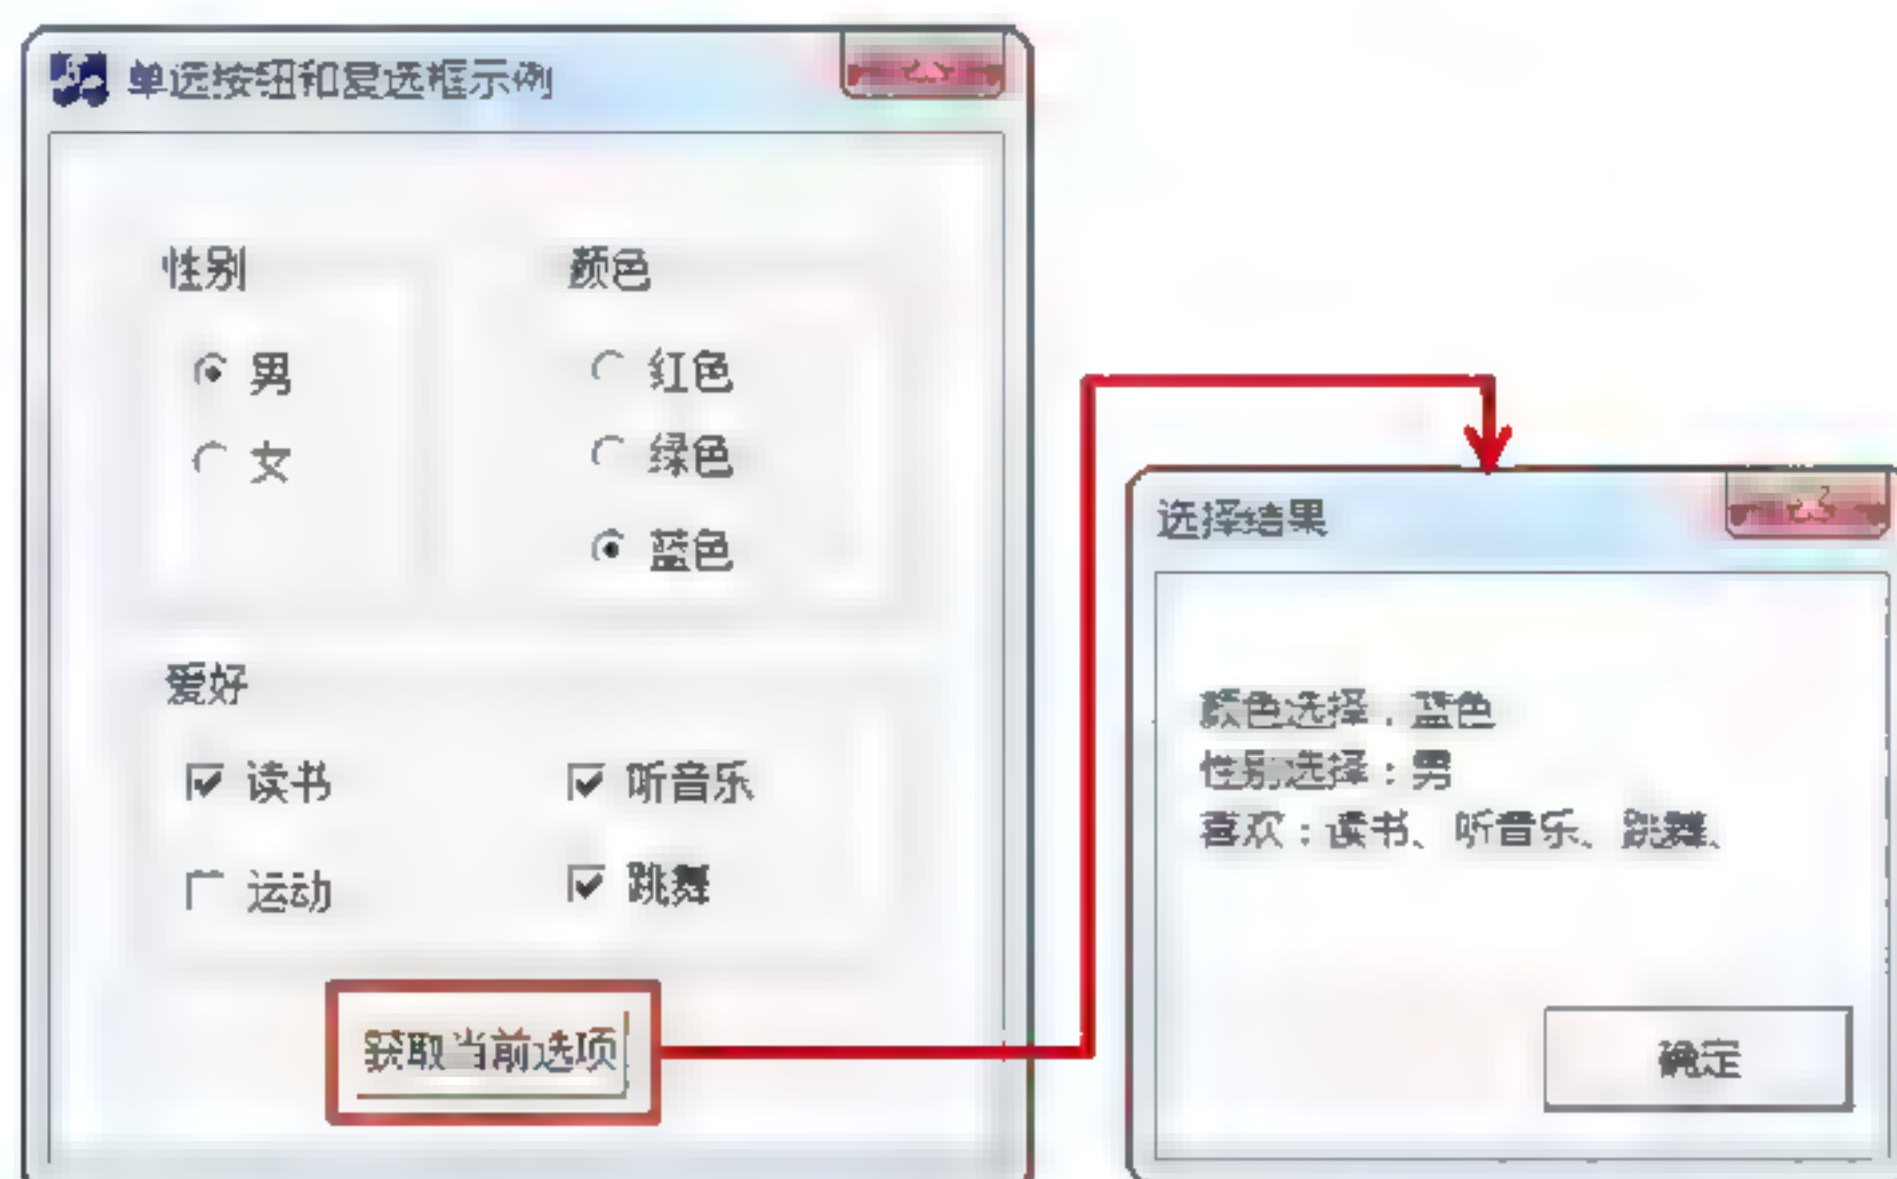 单选按钮和复选框示例
性别
颜色
男
红色
女
绿色
蓝色
爱好
读书
听音乐
运动
跳舞
获取当前选项
选择结果
颜色选择：蓝色
性别选择：男
喜欢：读书、听音乐、跳舞、
确定